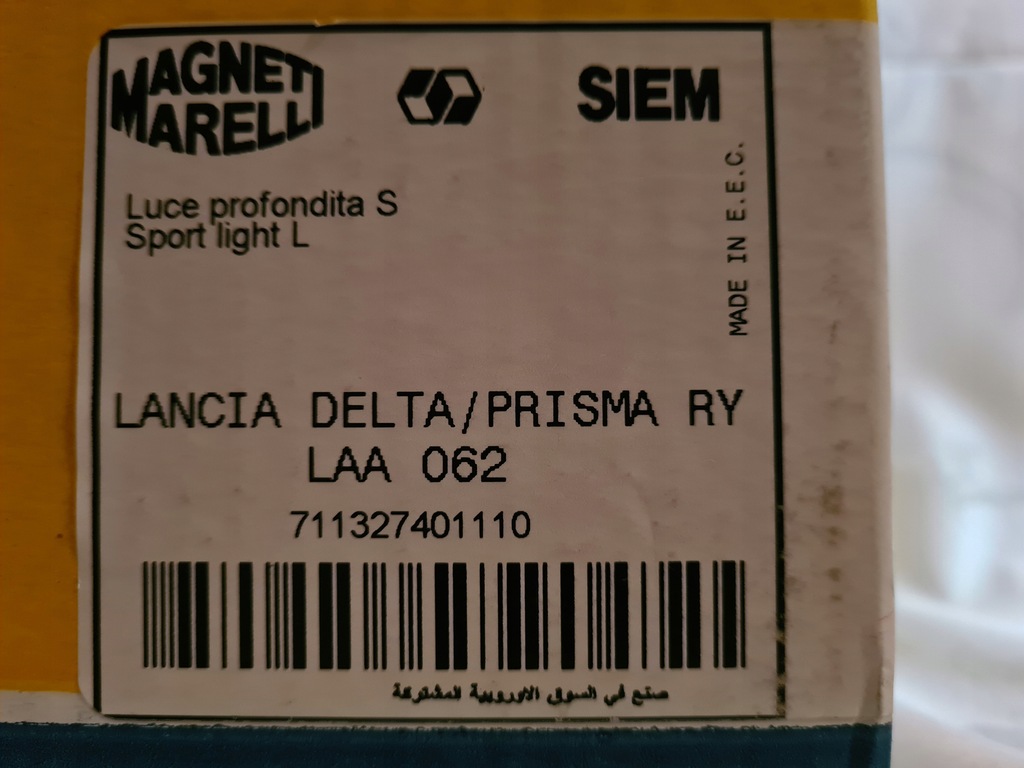 MAGNETI
MARELLI
SIEM
MADE IN E.E.C.
Luce profondita S
Sport light L
LANCIA DELTA/PRISMA RY
LAA 062
711327401110
صنع في السوق الاوروبية المشتركة